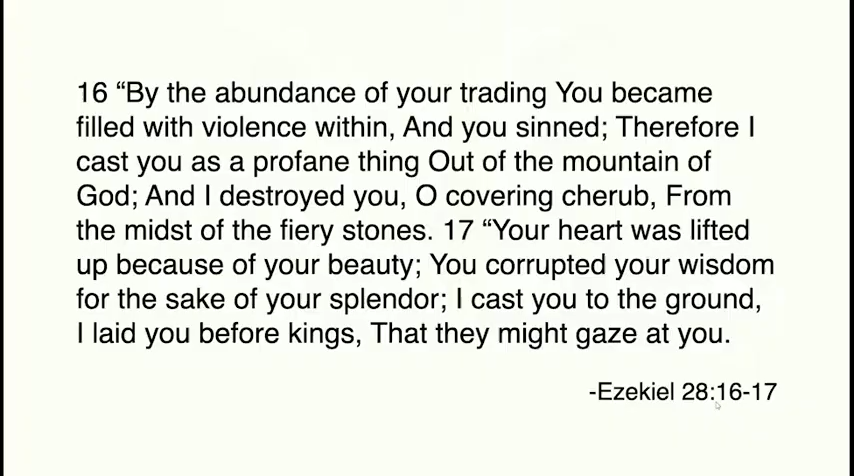 16 “By the abundance of your trading You became
filled with violence within, And you sinned; Therefore I
cast you as a profane thing Out of the mountain of
God; And I destroyed you, O covering cherub, From
the midst of the fiery stones. 17 “Your heart was lifted
up because of your beauty; You corrupted your wisdom
for the sake of your splendor; I cast you to the ground,
I laid you before kings, That they might gaze at you.
-Ezekiel 28:16-17